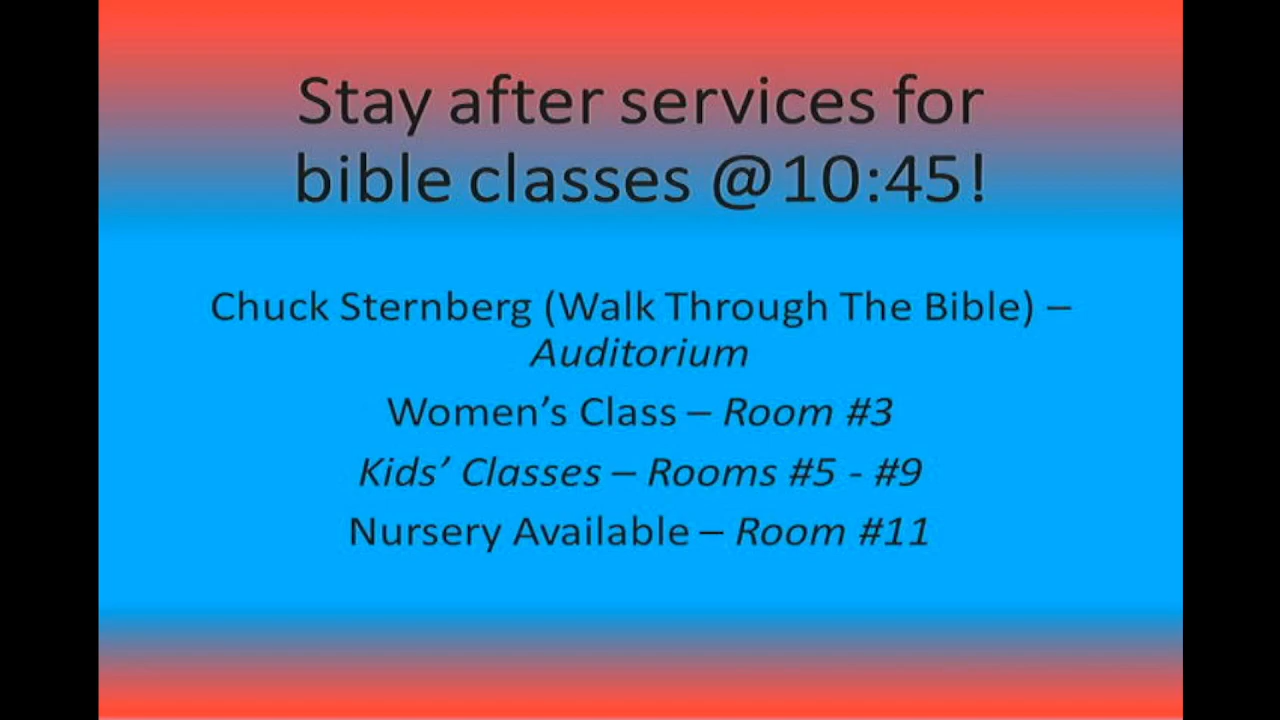 Stay after services for
bible classes @10:45!
Chuck Sternberg (Walk Through The Bible) –
Auditorium
Women’s Class – Room #3
Kids’ Classes – Rooms #5 - #9
Nursery Available – Room #11